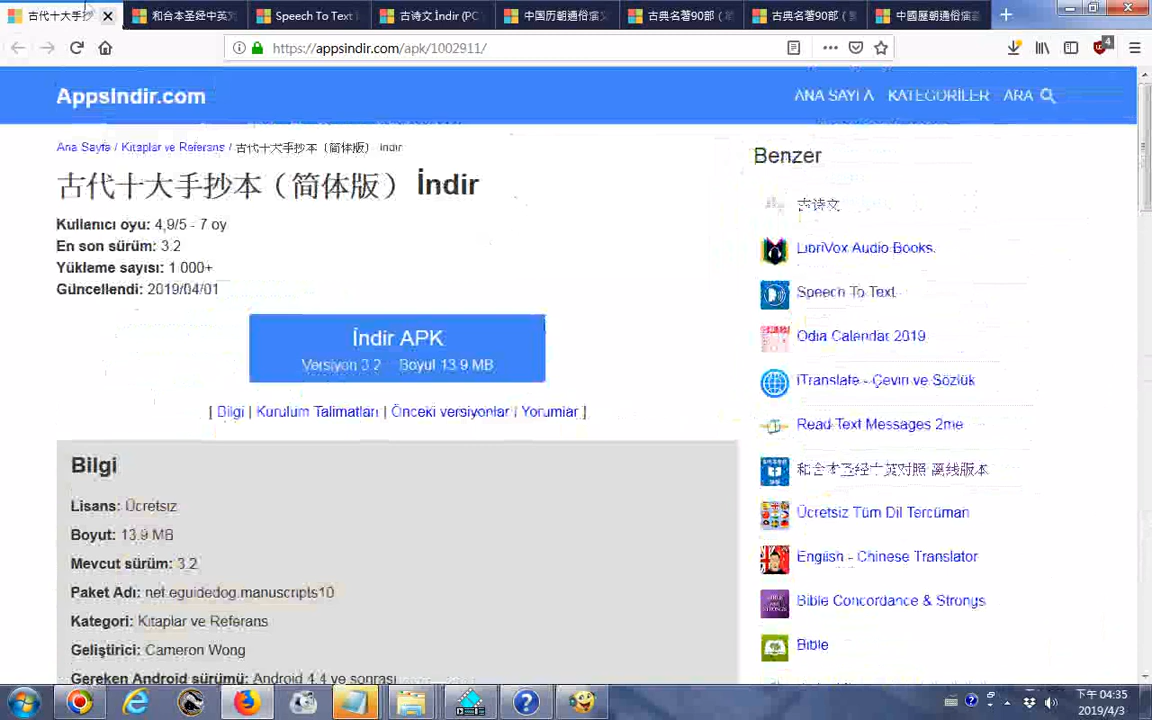 古代十大手抄
和合本圣经中英
Speech To Text
古诗文 İndir (PC
中国历朝通俗演
古典名著90部 (
古典名著90部 (
中國歷朝通俗演
https://appsindir.com/apk/1002911/
4
AppsIndir.com
ANA SAYFA KATEGORİLER ARA
Ana Sayfa / Kitaplar ve Referans / 古代十大手抄本（简体版） İndir
古代十大手抄本（简体版） İndir
Kullanıcı oyu: 4,9/5 - 7 oy
En son sürüm: 3.2
Yükleme sayısı: 1 000+
Güncellendi: 2019/04/01
İndir APK
Versiyon 3.2 Boyut 13.9 MB
[ Bilgi | Kurulum Talimatları | Önceki versiyonlar | Yorumlar ]
Bilgi
Lisans: Ücretsiz
Boyut: 13.9 MB
Mevcut sürüm: 3.2
Paket Adı: net.eguidedog.manuscripts10
Kategori: Kitaplar ve Referans
Geliştirici: Cameron Wong
Gereken Android sürümü: Android 4.4 ve sonrası
Benzer
古诗文
LibriVox Audio Books.
Speech To Text
Odia Calendar 2019
iTranslate - Çeviri ve Sözlük
Read Text Messages 2me
和合本圣经中英对照 离线版本
Ücretsiz Tüm Dil Tercüman
English - Chinese Translator
Bible Concordance & Strongs
Bible
下午 04:35
2019/4/3